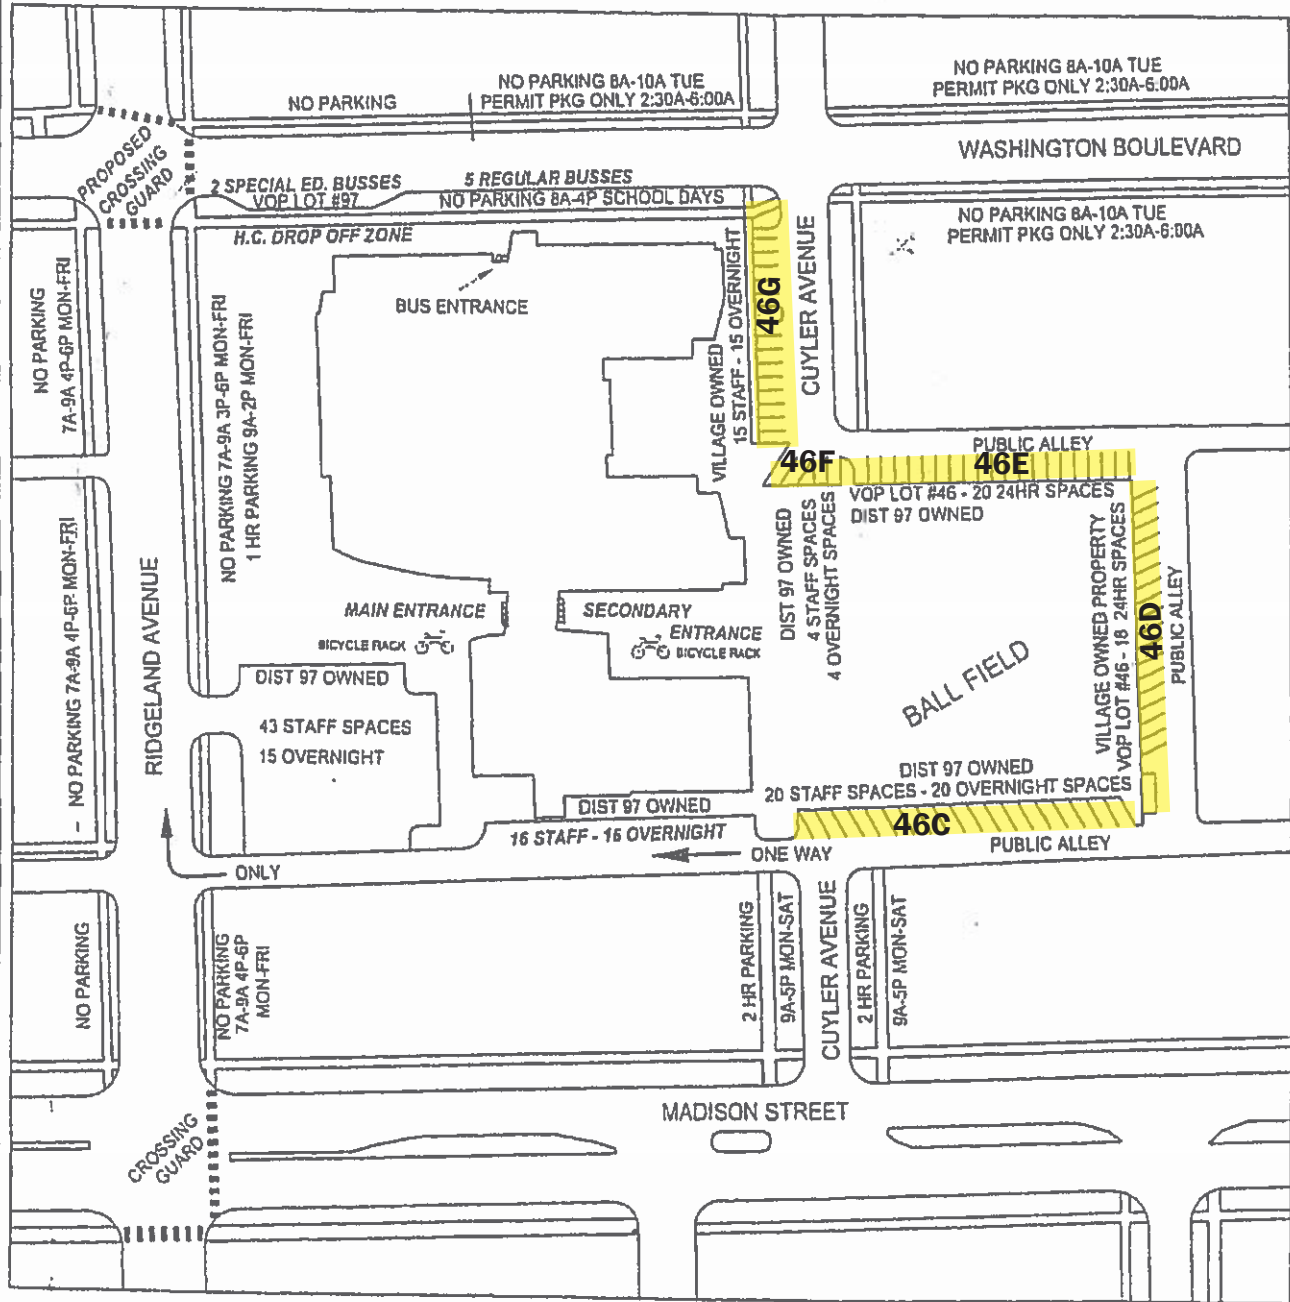 NO PARKING
NO PARKING 8A-10A TUE
PERMIT PKG ONLY 2:30A-6:00A
NO PARKING 8A-10A TUE
PERMIT PKG ONLY 2:30A-6:00A
WASHINGTON BOULEVARD
PROPOSED
CROSSING
GUARD
2 SPECIAL ED. BUSSES
VOP LOT #97
5 REGULAR BUSSES
NO PARKING 8A-4P SCHOOL DAYS
NO PARKING 8A-10A TUE
PERMIT PKG ONLY 2:30A-6:00A
H.C. DROP OFF ZONE
BUS ENTRANCE
NO PARKING
7A-9A 4P-6P MON-FRI
NO PARKING 7A-9A 3P-6P MON-FRI
1 HR PARKING 9A-2P MON-FRI
VILLAGE OWNED
15 STAFF - 15 OVERNIGHT
46G
CUYLER AVENUE
PUBLIC ALLEY
46F
46E
VOP LOT #46 - 20 24HR SPACES
DIST 97 OWNED
DIST 97 OWNED
4 STAFF SPACES
4 OVERNIGHT SPACES
VILLAGE OWNED PROPERTY
VOP LOT #46 - 18 24HR SPACES
46D
PUBLIC ALLEY
NO PARKING 7A-9A 4P-6P MON-FRI
RIDGELAND AVENUE
MAIN ENTRANCE
BICYCLE RACK
SECONDARY
ENTRANCE
BICYCLE RACK
BALL FIELD
DIST 97 OWNED
43 STAFF SPACES
15 OVERNIGHT
DIST 97 OWNED
20 STAFF SPACES - 20 OVERNIGHT SPACES
46C
DIST 97 OWNED
16 STAFF - 16 OVERNIGHT
PUBLIC ALLEY
ONE WAY
ONLY
NO PARKING
NO PARKING
7A-9A 4P-6P
MON-FRI
2 HR PARKING
9A-5P MON-SAT
CUYLER AVENUE
2 HR PARKING
9A-5P MON-SAT
MADISON STREET
CROSSING
GUARD